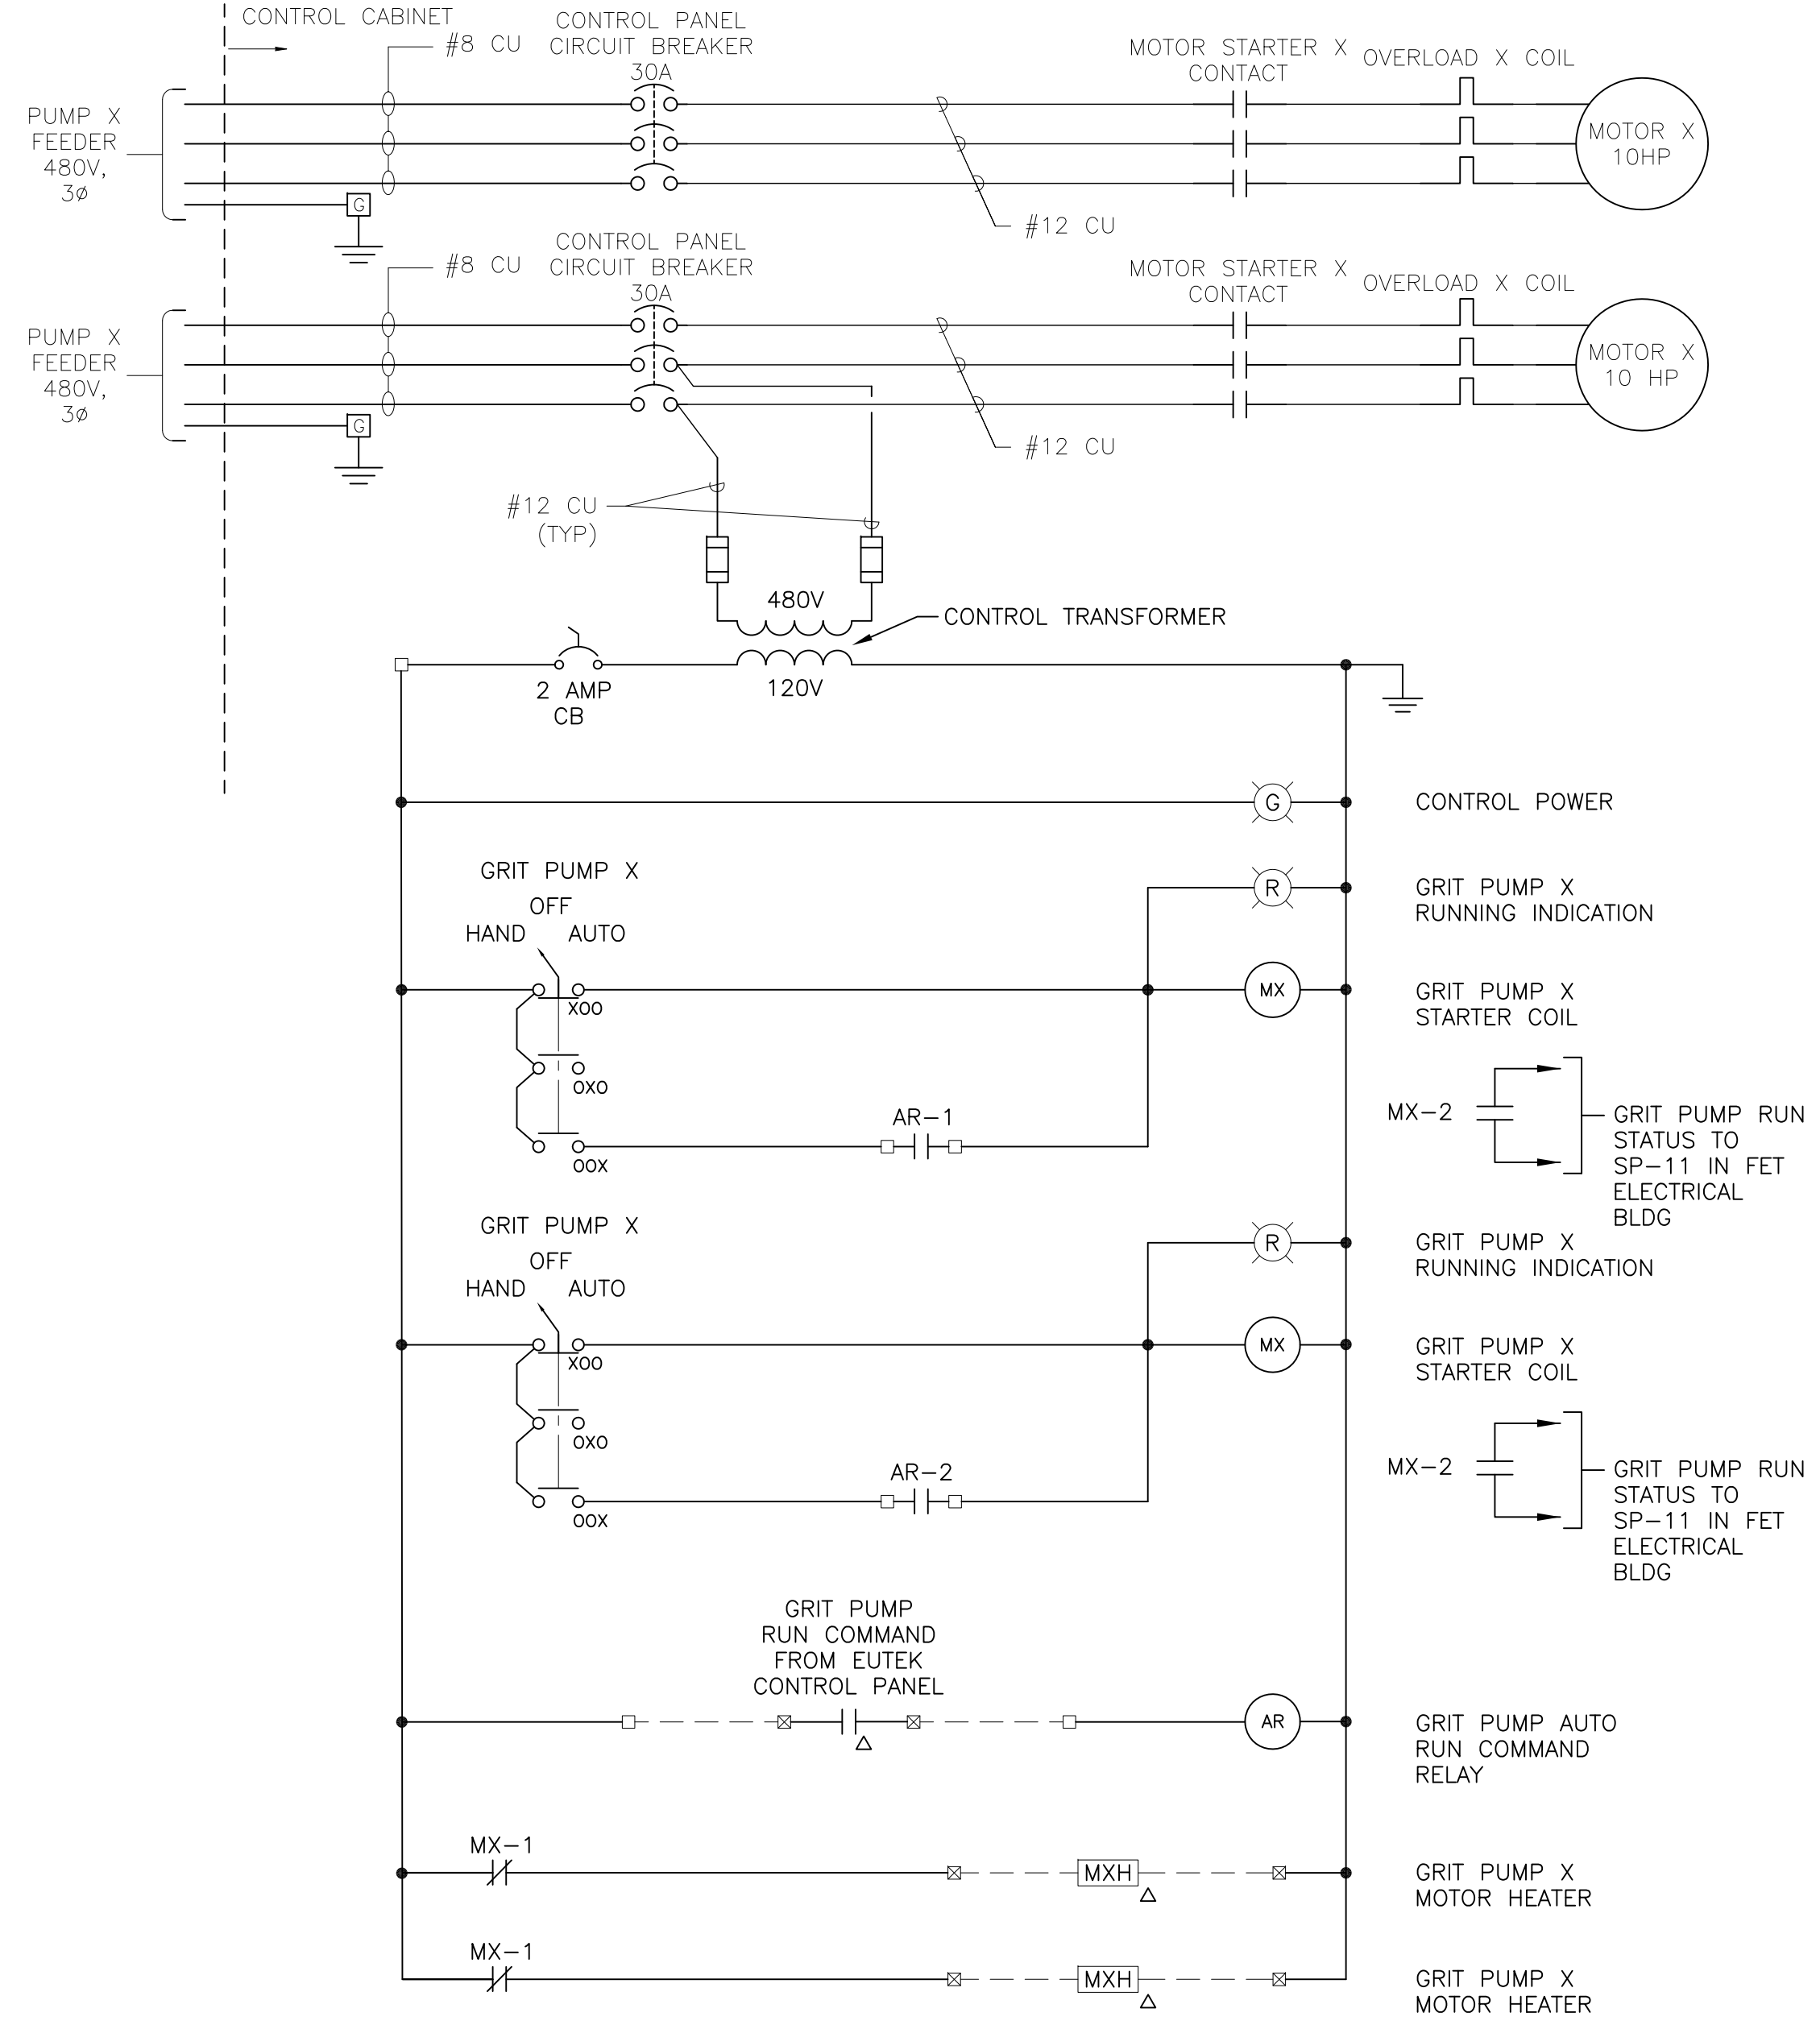 CONTROL CABINET
#8 CU
CONTROL PANEL
CIRCUIT BREAKER
30A
MOTOR STARTER X
CONTACT
OVERLOAD X COIL
PUMP X
FEEDER
480V,
3ø
G
MOTOR X
10HP
#12 CU
#8 CU
CONTROL PANEL
CIRCUIT BREAKER
30A
MOTOR STARTER X
CONTACT
OVERLOAD X COIL
PUMP X
FEEDER
480V,
3ø
G
MOTOR X
10 HP
#12 CU
#12 CU
(TYP)
480V
CONTROL TRANSFORMER
120V
2 AMP
CB
G
CONTROL POWER
GRIT PUMP X
OFF
HAND AUTO
R
GRIT PUMP X
RUNNING INDICATION
XOO
MX
GRIT PUMP X
STARTER COIL
OXO
OOX
AR-1
MX-2
GRIT PUMP RUN
STATUS TO
SP-11 IN FET
ELECTRICAL
BLDG
GRIT PUMP X
OFF
HAND AUTO
R
GRIT PUMP X
RUNNING INDICATION
XOO
MX
GRIT PUMP X
STARTER COIL
OXO
OOX
AR-2
MX-2
GRIT PUMP RUN
STATUS TO
SP-11 IN FET
ELECTRICAL
BLDG
GRIT PUMP
RUN COMMAND
FROM EUTEK
CONTROL PANEL
AR
GRIT PUMP AUTO
RUN COMMAND
RELAY
MX-1
MXH
GRIT PUMP X
MOTOR HEATER
MX-1
MXH
GRIT PUMP X
MOTOR HEATER